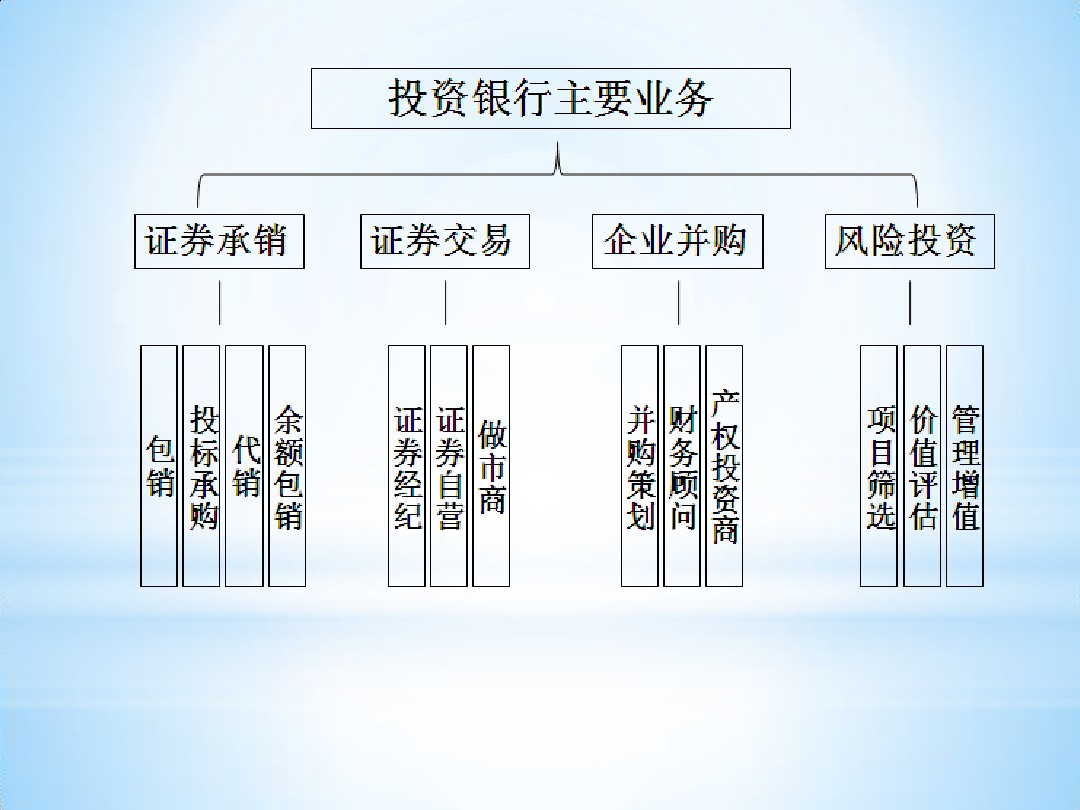 投资银行主要业务
证券承销
证券交易
企业并购
风险投资
包销
投标承购
代销
余额包销
证券经纪
证券自营
做市商
并购策划
财务顾问
产权投资商
项目筛选
价值评估
管理增值